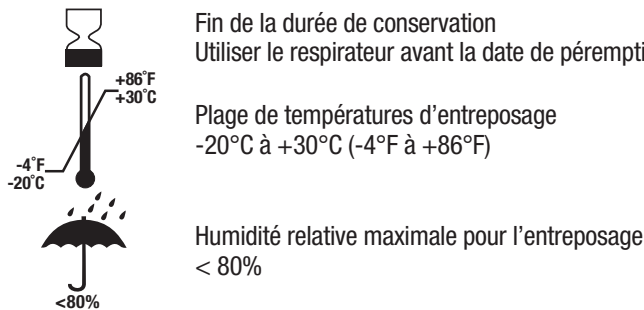 Fin de la durée de conservation
Utiliser le respirateur avant la date de
+86°F
+30°C
Plage de températures d’entreposage
-20°C à +30°C (-4°F à +86°F)
-4°F
-20°C
Humidité relative maximale pour l’entreposage
< 80%
<80%